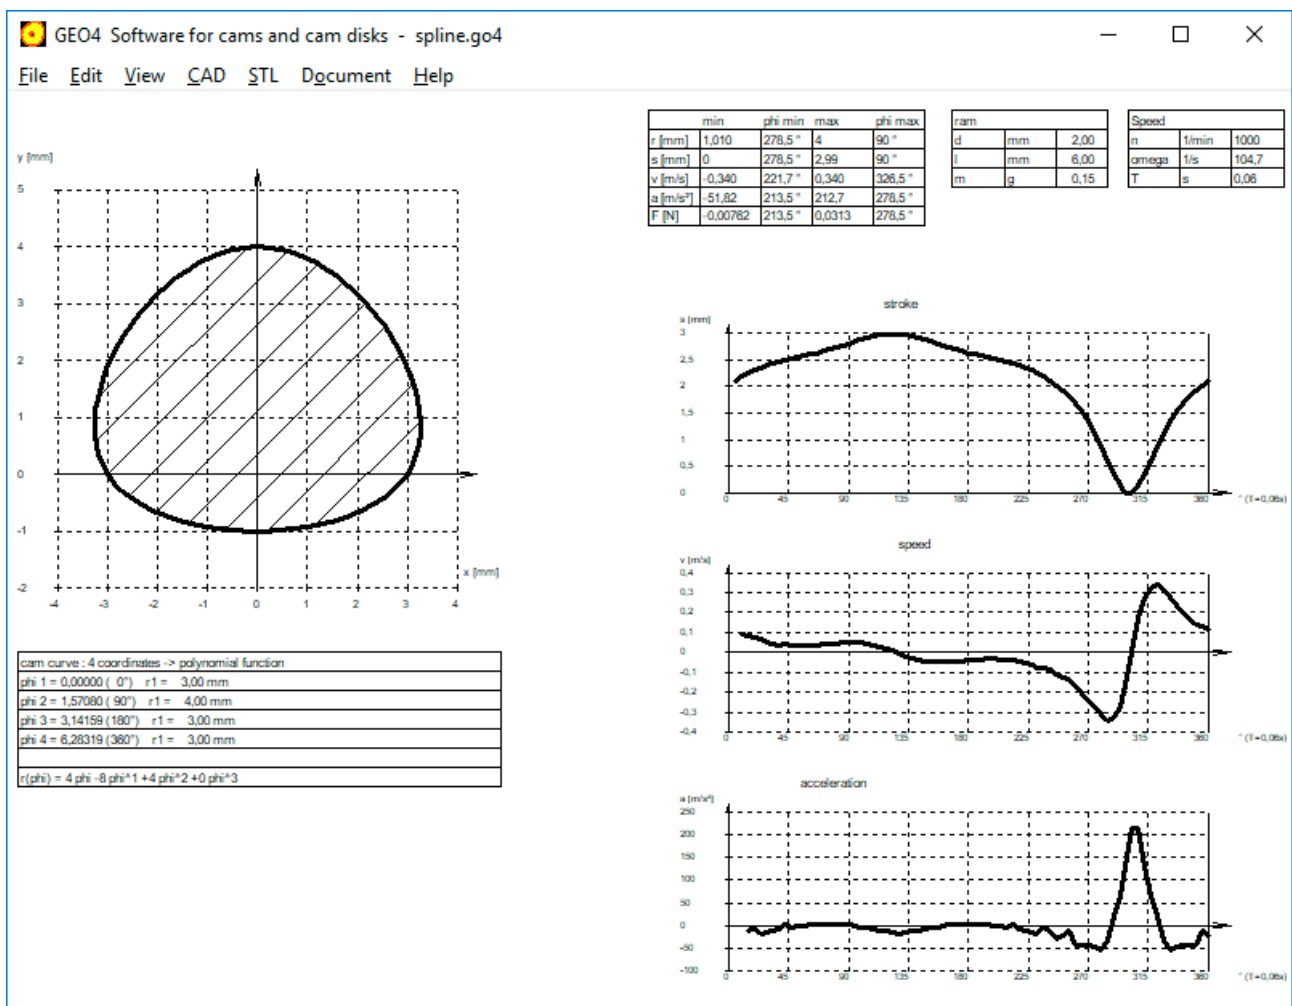 GEO4 Software for cams and cam disks - spline.go4
File Edit View CAD STL Document Help
min phi min max phi max
r [mm] 1,010 278,5 ° 4 90 °
s [mm] 0 278,5 ° 2,99 90 °
v [m/s] -0,340 221,7 ° 0,340 326,5 °
a [m/s²] -51,82 213,5 ° 212,7 278,5 °
F [N] -0,00762 213,5 ° 0,0313 278,5 °
ram
d mm 2,00
l mm 6,00
m g 0,15
Speed
n 1/min 1000
omega 1/s 104,7
T s 0,06
y [mm]
5
4
3
2
1
0
-1
-2
-4 -3 -2 -1 0 1 2 3 4
x [mm]
cam curve : 4 coordinates -> polynomial function
phi 1 = 0,00000 ( 0°) r1 = 3,00 mm
phi 2 = 1,57080 ( 90°) r1 = 4,00 mm
phi 3 = 3,14159 (180°) r1 = 3,00 mm
phi 4 = 6,28319 (360°) r1 = 3,00 mm
r(phi) = 4 phi -8 phi^1 +4 phi^2 +0 phi^3
stroke
s [mm]
3
2,5
2
1,5
1
0,5
0
0 45 90 135 180 225 270 315 360 ° (T=0,06s)
speed
v [m/s]
0,4
0,3
0,2
0,1
0
-0,1
-0,2
-0,3
-0,4
0 45 90 135 180 225 270 315 360 ° (T=0,06s)
acceleration
a [m/s²]
250
200
150
100
50
0
-50
-100
0 45 90 135 180 225 270 315 360 ° (T=0,06s)